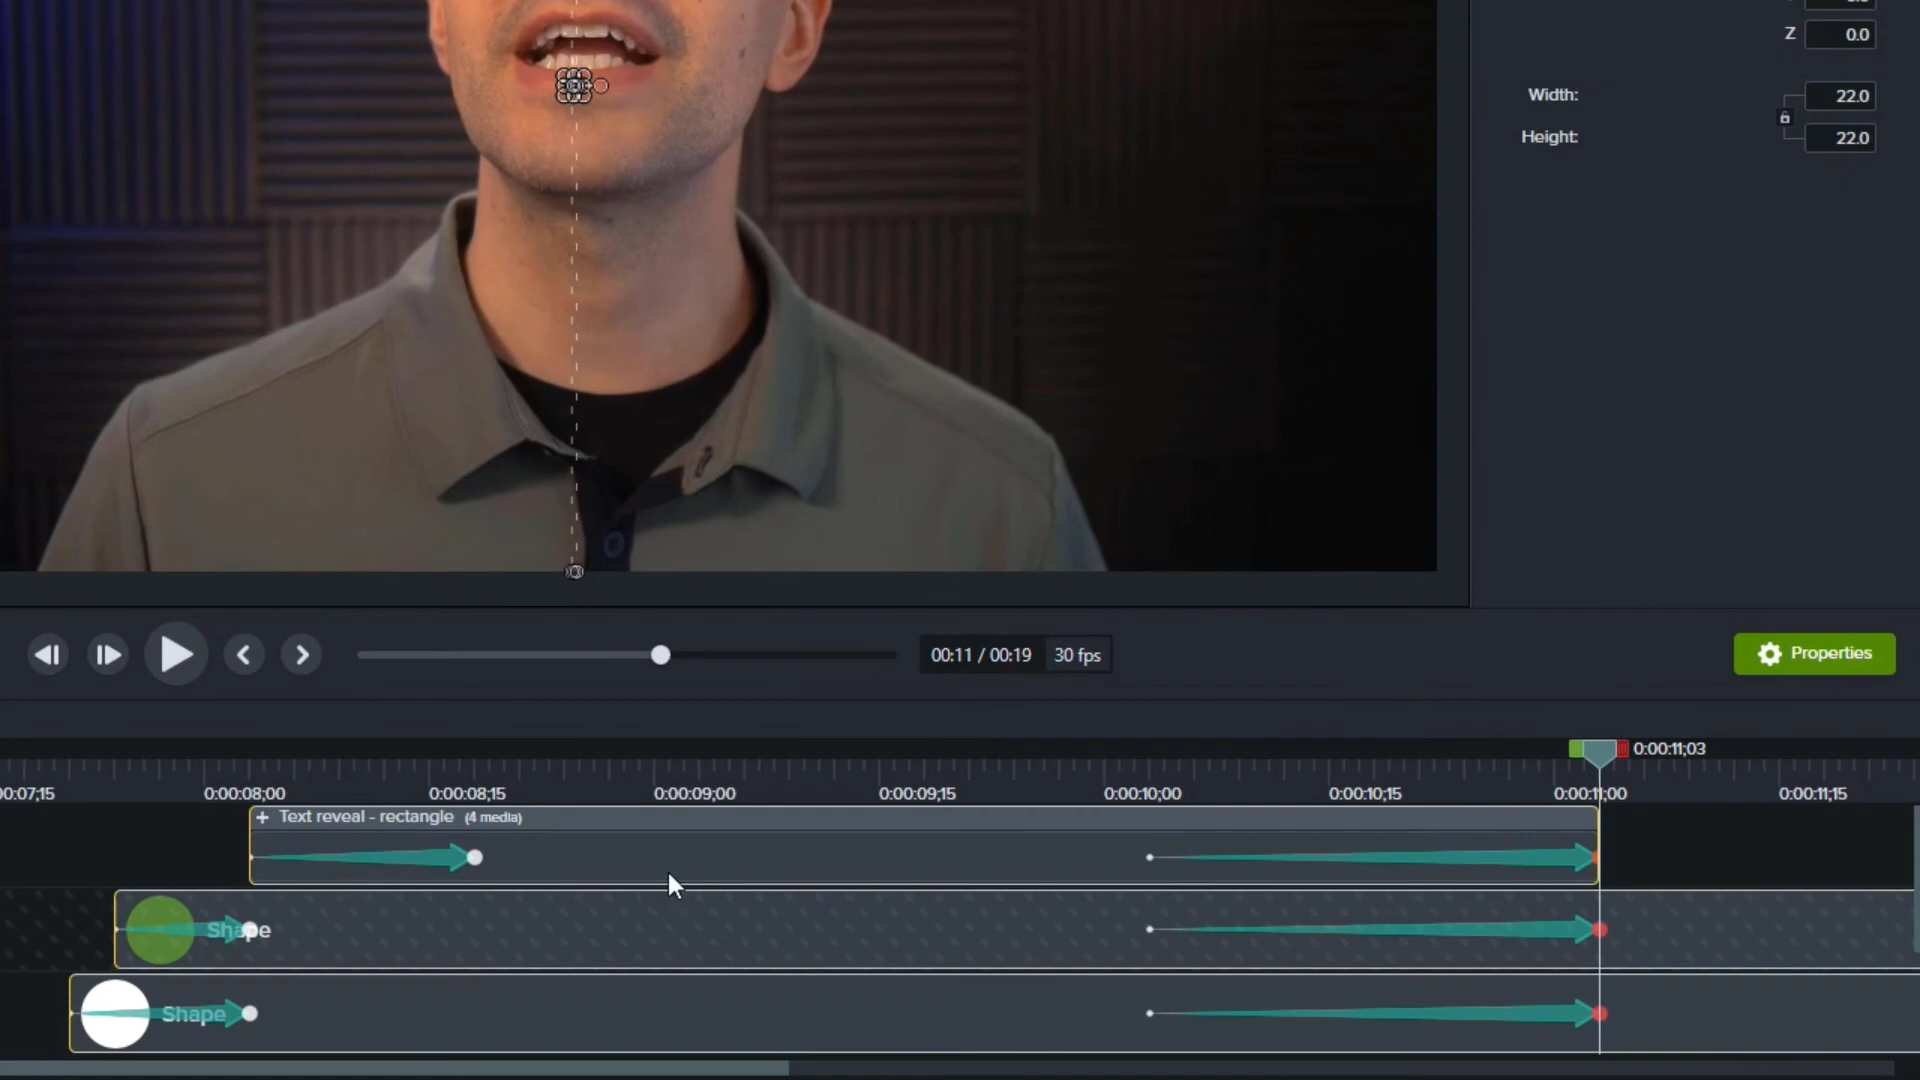 Z 0.0
Width: 22.0
Height: 22.0
00:11 / 00:19 30 fps
Properties
0:00:11;03
0:00:07;15 0:00:08;00 0:00:08;15 0:00:09;00 0:00:09;15 0:00:10;00 0:00:10;15 0:00:11;00 0:00:11;15
+ Text reveal - rectangle (4 media)
Shape
Shape